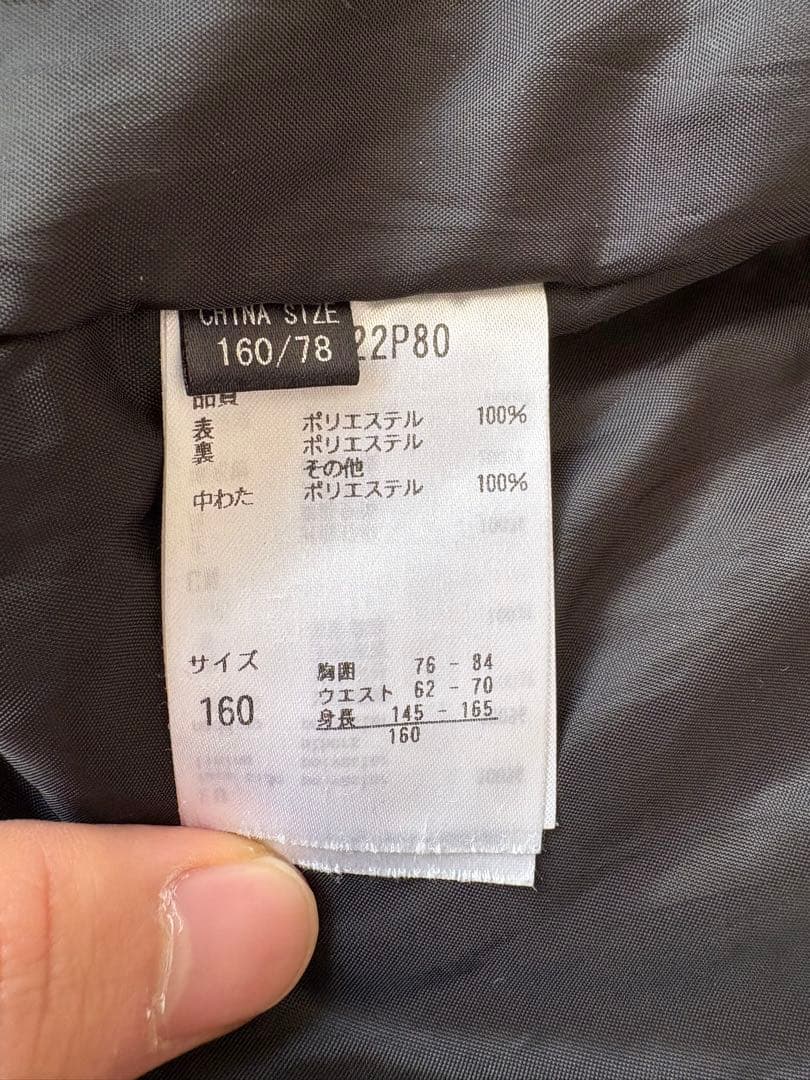 CHINA SIZE
160/78
22P80
品質
表 ポリエステル 100%
裏 ポリエステル
その他
中わた ポリエステル 100%
サイズ
160
胸囲 76 - 84
ウエスト 62 - 70
身長 145 - 165
160